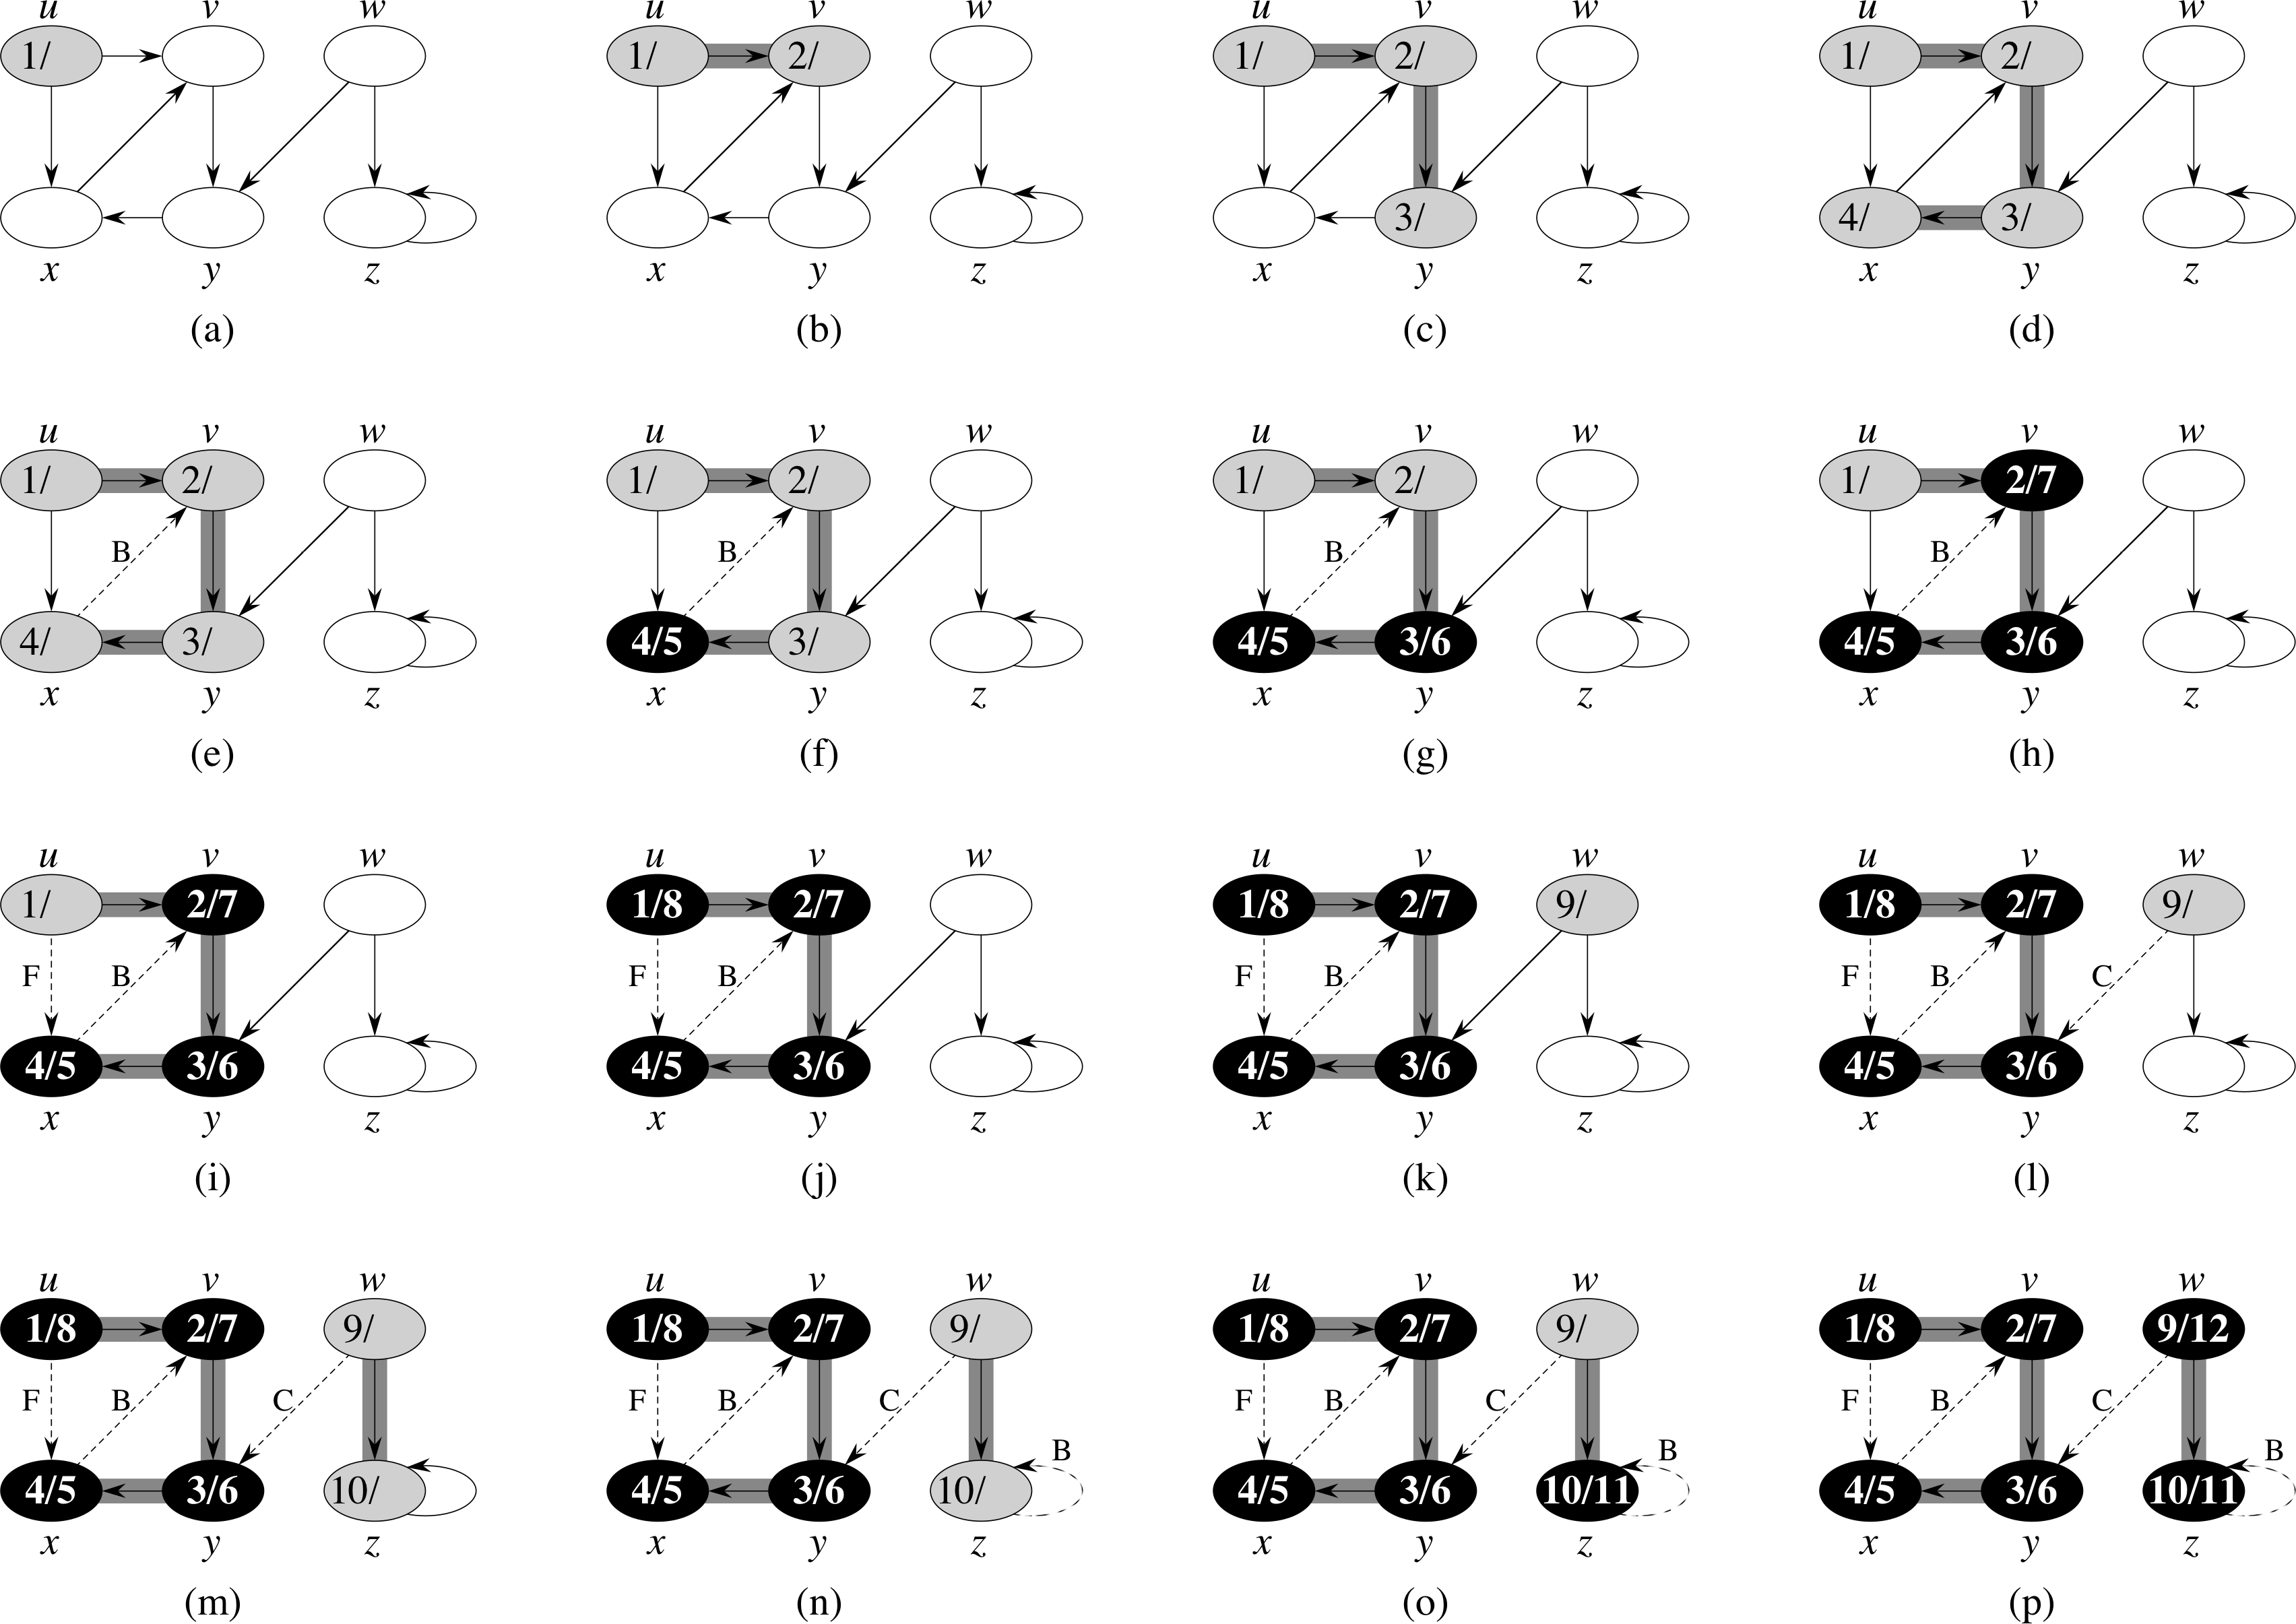 u v w u v w u v w u v w
1/ 1/ 2/ 1/ 2/ 1/ 2/
3/ 4/ 3/
x y z x y z x y z x y z
(a) (b) (c) (d)
u v w u v w u v w u v w
1/ 2/ 1/ 2/ 1/ 2/ 1/ 2/7
B B B B
4/ 3/ 4/5 3/ 4/5 3/6 4/5 3/6
x y z x y z x y z x y z
(e) (f) (g) (h)
u v w u v w u v w u v w
1/ 2/7 1/8 2/7 1/8 2/7 9/ 1/8 2/7 9/
F B F B F B F B C
4/5 3/6 4/5 3/6 4/5 3/6 4/5 3/6
x y z x y z x y z x y z
(i) (j) (k) (l)
u v w u v w u v w u v w
1/8 2/7 9/ 1/8 2/7 9/ 1/8 2/7 9/ 1/8 2/7 9/12
F B C F B C F B C F B C
B B B
4/5 3/6 10/ 4/5 3/6 10/ 4/5 3/6 10/11 4/5 3/6 10/11
x y z x y z x y z x y z
(m) (n) (o) (p)